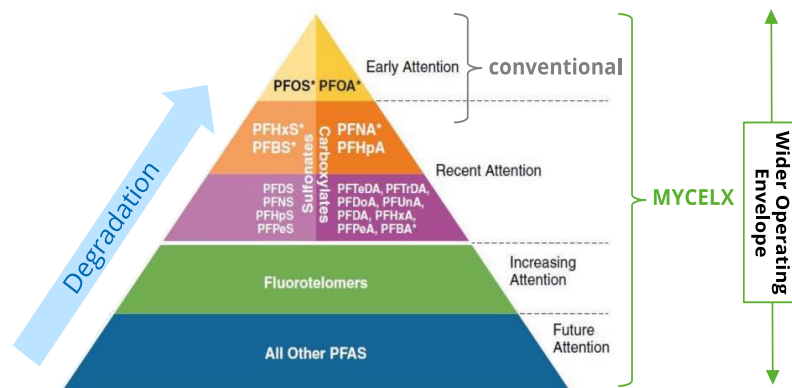 Early Attention
conventional
PFOS* PFOA*
PFHxS*
PFBS*
PFNA*
PFHpA
Sulfonates
Carboxylates
Recent Attention
PFDS
PFNS
PFHpS
PFPeS
PFTeDA, PFTrDA,
PFDoA, PFUnA,
PFDA, PFHxA,
PFPeA, PFBA*
Degradation
MYCELX
Wider Operating
Envelope
Fluorotelomers
Increasing
Attention
All Other PFAS
Future
Attention